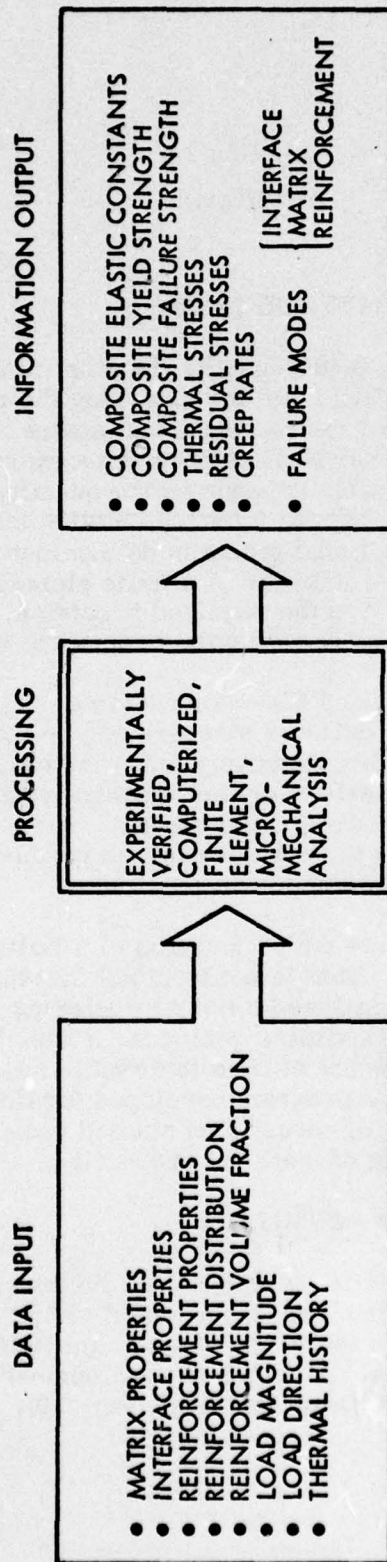 DATA INPUT
• MATRIX PROPERTIES
• INTERFACE PROPERTIES
• REINFORCEMENT PROPERTIES
• REINFORCEMENT DISTRIBUTION
• REINFORCEMENT VOLUME FRACTION
• LOAD MAGNITUDE
• LOAD DIRECTION
• THERMAL HISTORY
PROCESSING
EXPERIMENTALLY
VERIFIED
COMPUTERIZED,
FINITE
ELEMENT,
MICRO-
MECHANICAL
ANALYSIS
INFORMATION OUTPUT
• COMPOSITE ELASTIC CONSTANTS
• COMPOSITE YIELD STRENGTH
• COMPOSITE FAILURE STRENGTH
• THERMAL STRESSES
• RESIDUAL STRESSES
• CREEP RATES
• FAILURE MODES
INTERFACE
MATRIX
REINFORCEMENT